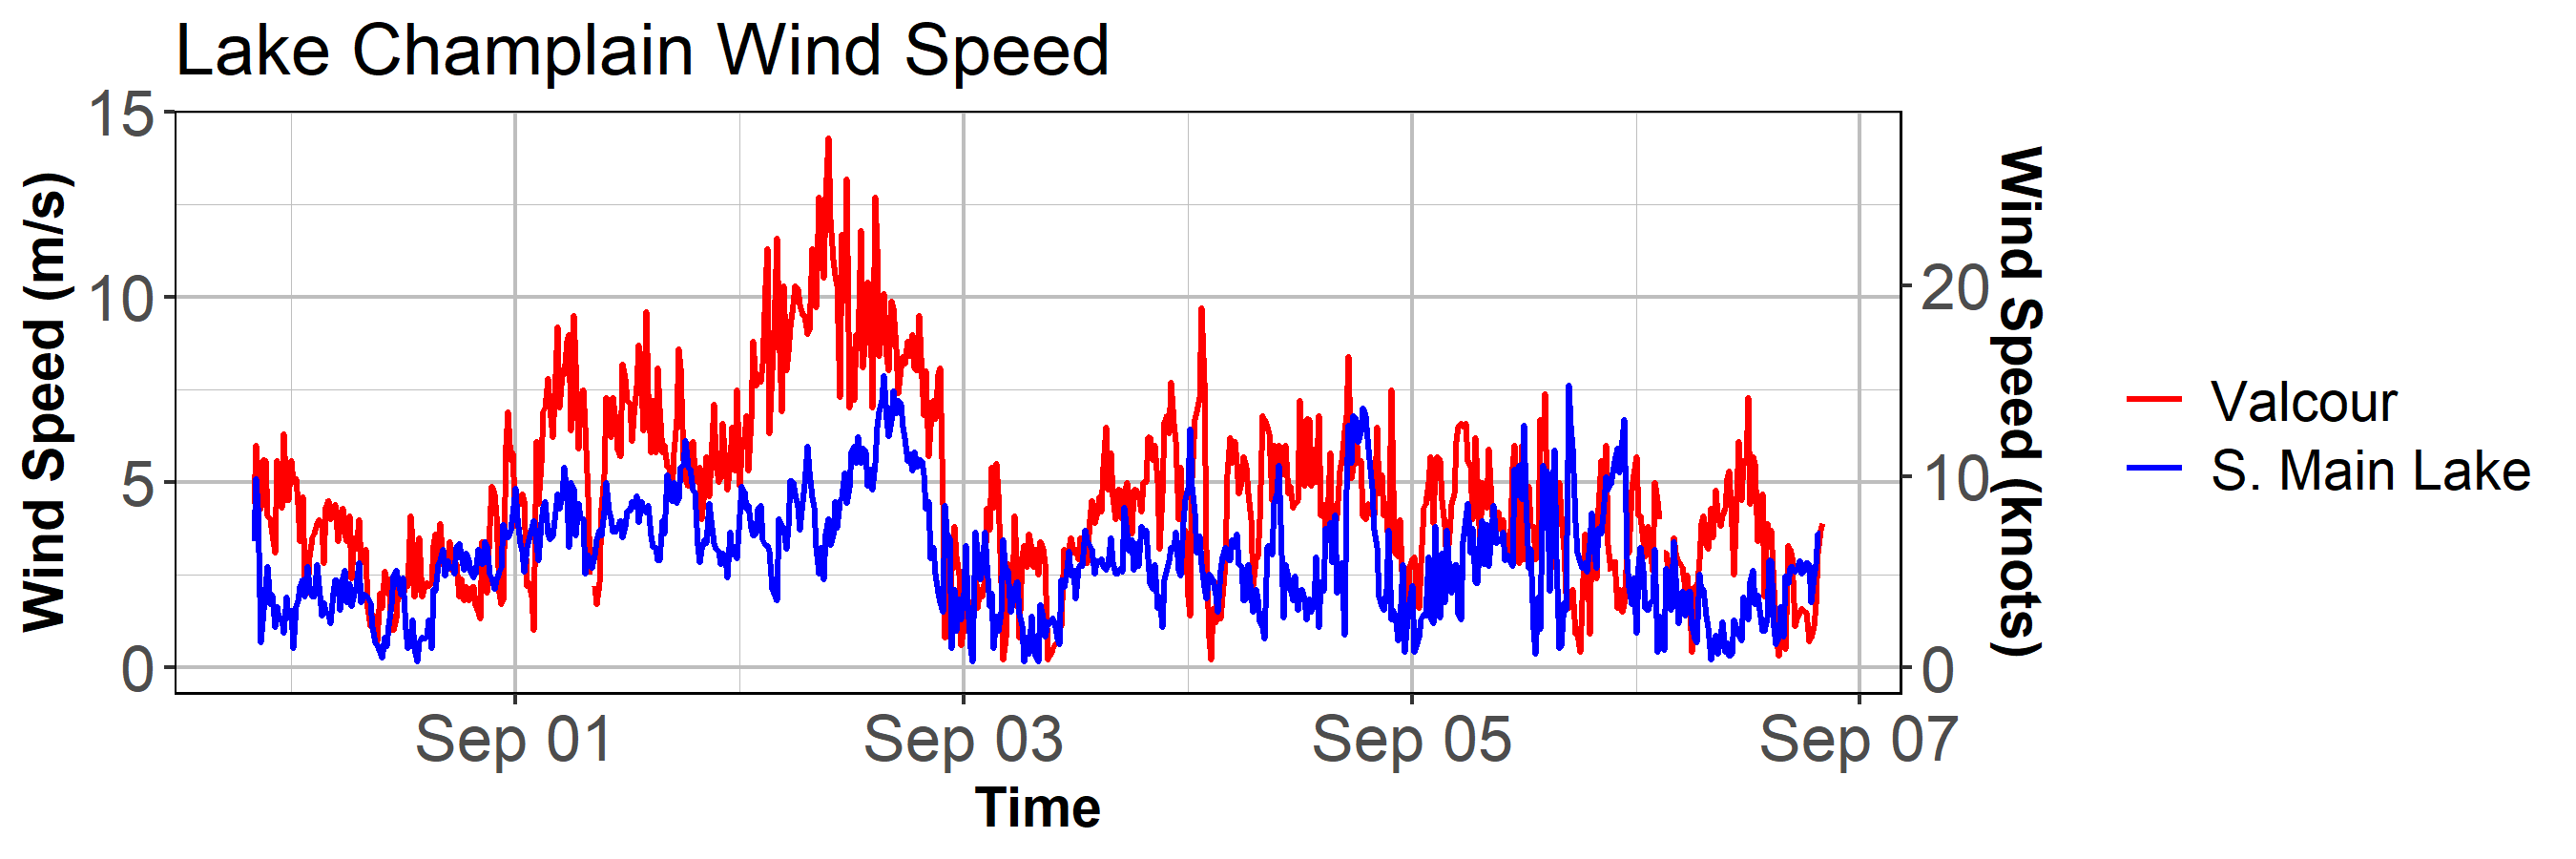 Lake Champlain Wind Speed
Wind Speed (m/s)
15
10
5
0
Sep 01
Sep 03
Sep 05
Sep 07
Time
20
10
0
Wind Speed (knots)
Valcour
S. Main Lake